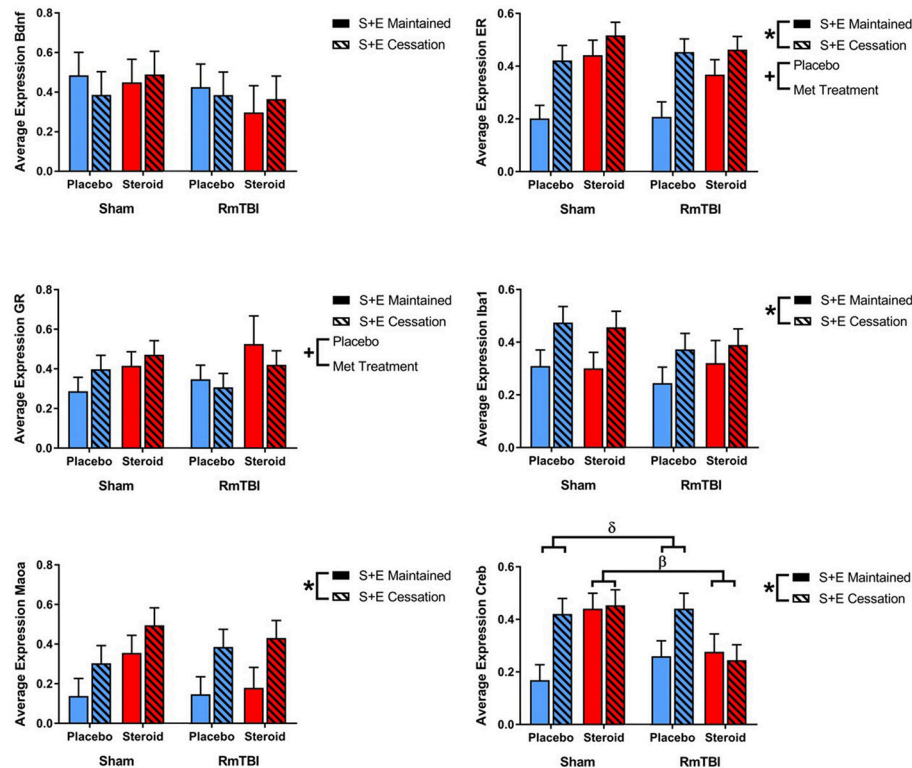 Average Expression Bdnf
0.8
0.6
0.4
0.2
0.0
Placebo Steroid Placebo Steroid
Sham RmTBI
S+E Maintained
S+E Cessation
Average Expression ER
0.6
0.4
0.2
0.0
Placebo Steroid Placebo Steroid
Sham RmTBI
* S+E Maintained
S+E Cessation
+ Placebo
Met Treatment
Average Expression GR
0.8
0.6
0.4
0.2
0.0
Placebo Steroid Placebo Steroid
Sham RmTBI
S+E Maintained
S+E Cessation
+ Placebo
Met Treatment
Average Expression Iba1
0.6
0.4
0.2
0.0
Placebo Steroid Placebo Steroid
Sham RmTBI
* S+E Maintained
S+E Cessation
Average Expression Maoa
0.8
0.6
0.4
0.2
0.0
Placebo Steroid Placebo Steroid
Sham RmTBI
* S+E Maintained
S+E Cessation
Average Expression Creb
0.6
0.4
0.2
0.0
δ
β
Placebo Steroid Placebo Steroid
Sham RmTBI
* S+E Maintained
S+E Cessation